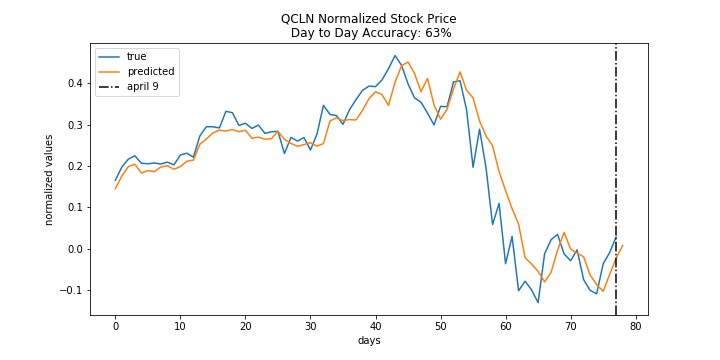 QCLN Normalized Stock Price
Day to Day Accuracy: 63%
true
predicted
april 9
normalized values
0.4
0.3
0.2
0.1
0.0
−0.1
0 10 20 30 40 50 60 70 80
days